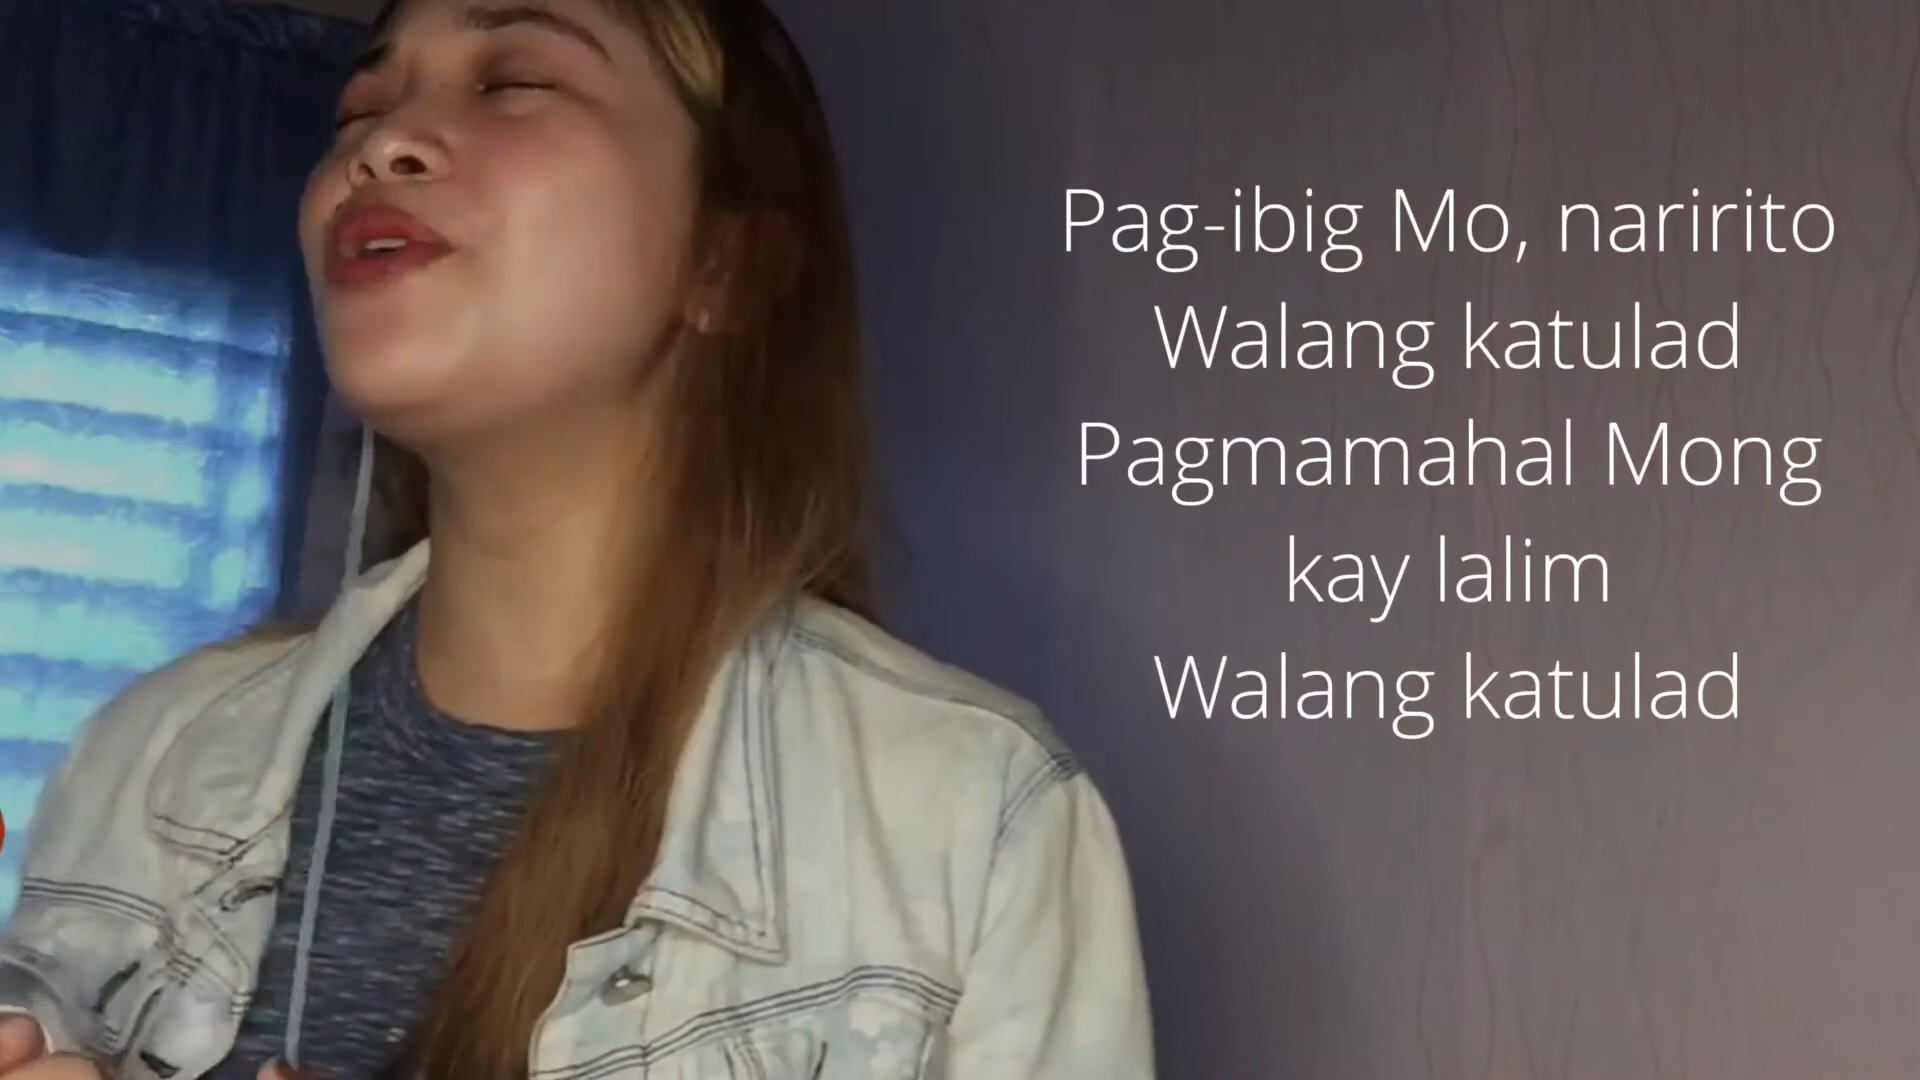 Pag-ibig Mo, naririto
Walang katulad
Pagmamahal Mong
kay lalim
Walang katulad